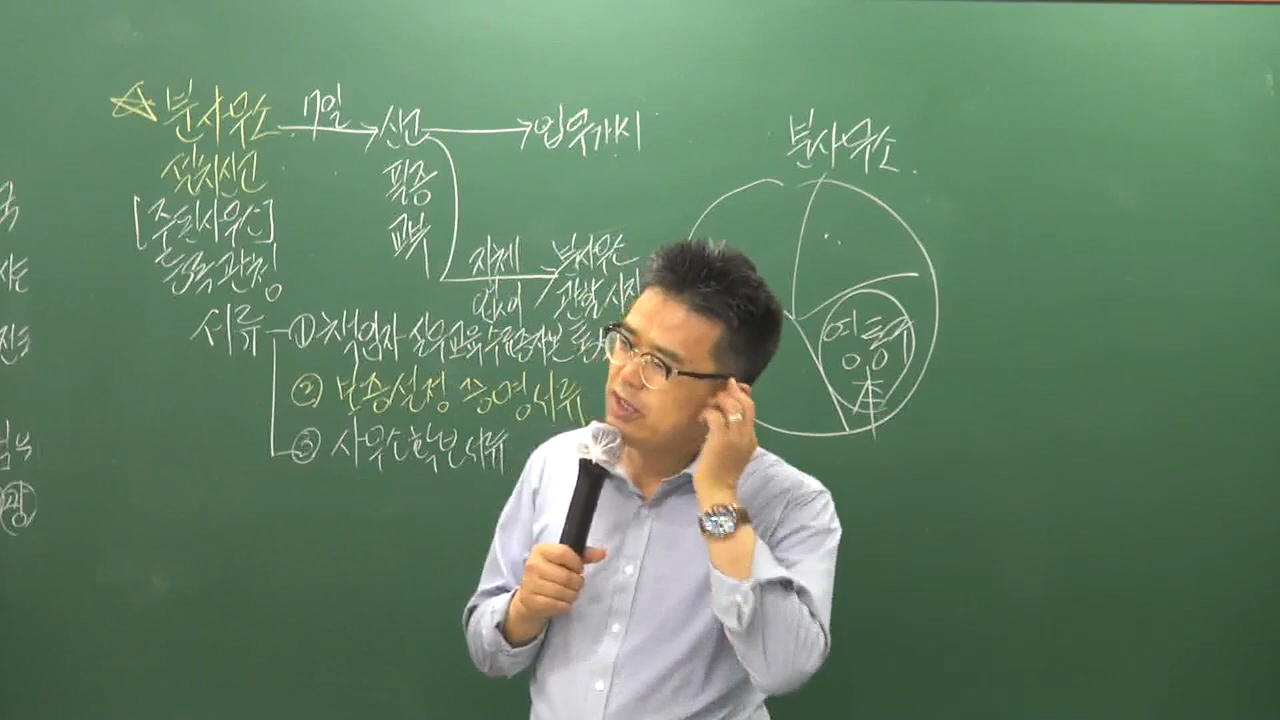 분사무소 7일 신고 업무개시
설치신고 필증
[주된사무소] 교부
등록관청
지체 없이 분사무소 관할 시
서류 ① 책임자 실무교육수료증사본
② 보증설정 증명서류
③ 사무소확보서류
분사무소
영등포
本